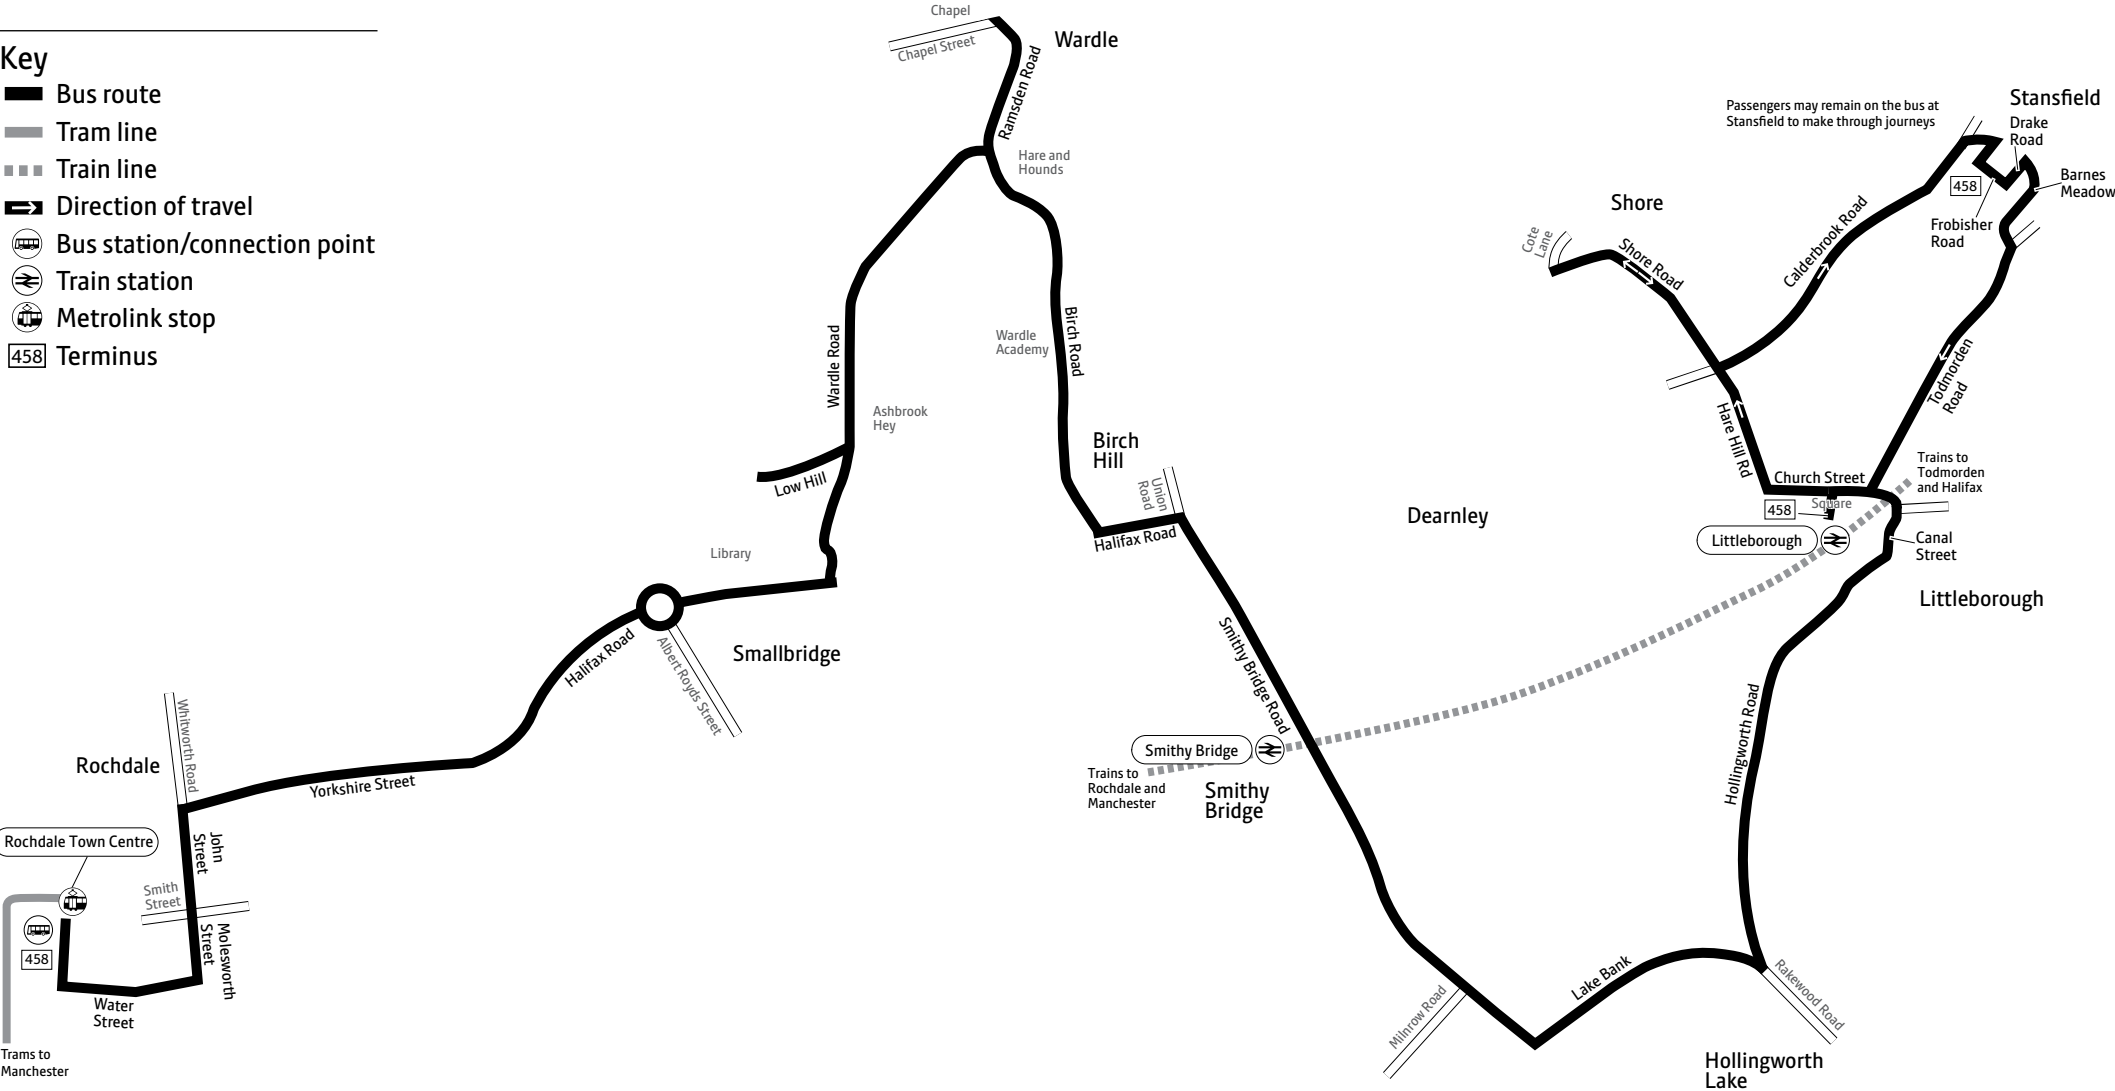 Key
Bus route
Tram line
Train line
Direction of travel
Bus station/connection point
Train station
Metrolink stop
458 Terminus
Chapel
Chapel Street
Wardle
Ramsden Road
Hare and
Hounds
Wardle Road
Wardle
Academy
Birch Road
Ashbrook
Hey
Low Hill
Birch
Hill
Union
Road
Halifax Road
Library
Smallbridge
Halifax Road
Albert Royds Street
Whitworth Road
Rochdale
Yorkshire Street
Rochdale Town Centre
John
Street
Smith
Street
Molesworth
Street
458
Water
Street
Trams to
Manchester
Dearnley
Smithy Bridge Road
Smithy Bridge
Trains to
Rochdale and
Manchester
Smithy
Bridge
Milnrow Road
Lake Bank
Hollingworth
Lake
Rakewood Road
Hollingworth Road
Passengers may remain on the bus at
Stansfield to make through journeys
Stansfield
Drake
Road
458
Barnes
Meadow
Frobisher
Road
Shore
Cote
Lane
Shore Road
Calderbrook Road
Todmorden
Road
Hare Hill Rd
Trains to
Todmorden
and Halifax
Church Street
Square
458
Littleborough
Canal
Street
Littleborough